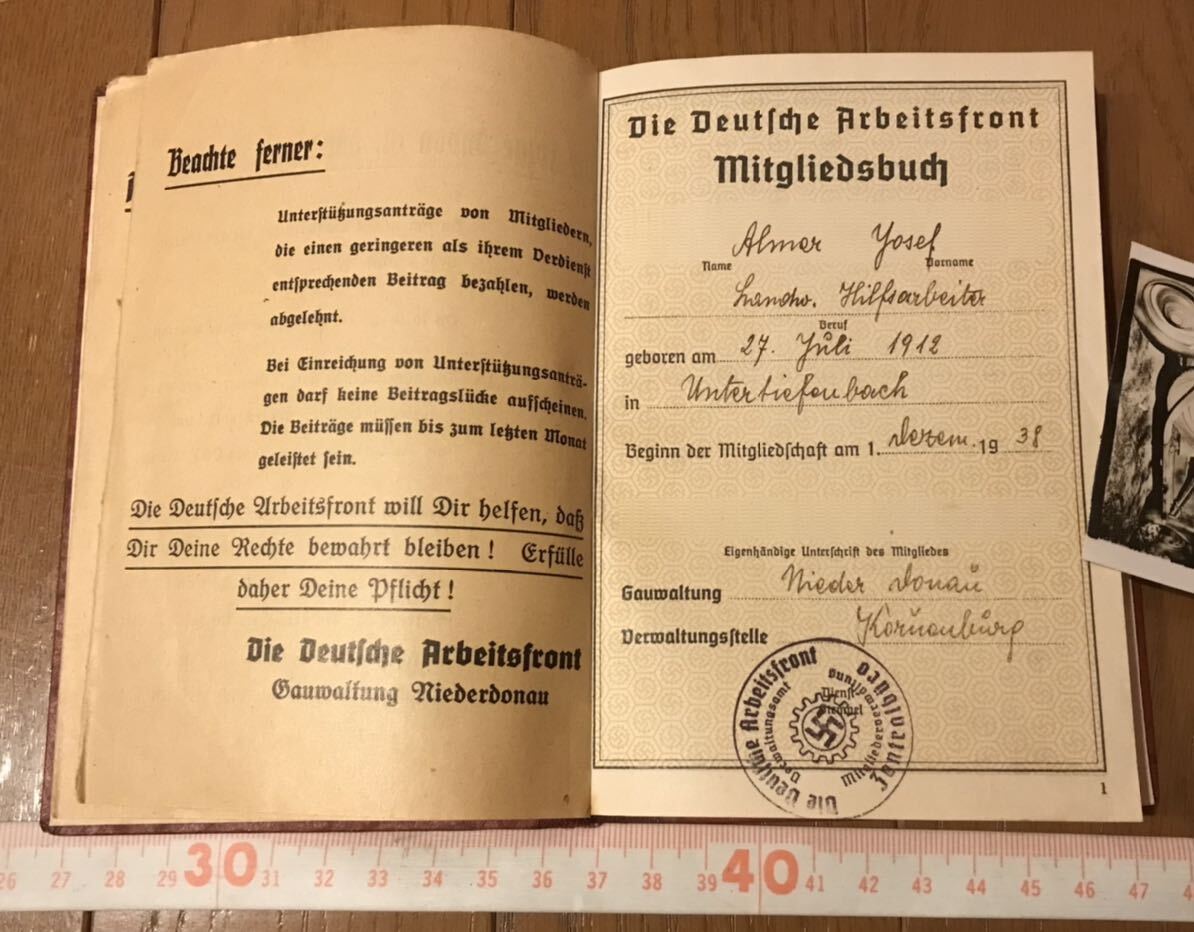 Beachte ferner:
Unterstützungsanträge von Mitgliedern,
die einen geringeren als ihrem Verdienst
entsprechenden Beitrag bezahlen, werden
abgelehnt.
Bei Einreichung von Unterstützungsanträ-
gen darf keine Beitragslücke aufscheinen.
Die Beiträge müssen bis zum letzten Monat
geleistet sein.
Die Deutsche Arbeitsfront will Dir helfen, daß
Dir Deine Rechte bewahrt bleiben! Erfülle
daher Deine Pflicht!
Die Deutsche Arbeitsfront
Gauwaltung Niederdonau
Die Deutsche Arbeitsfront
Mitgliedsbuch
Almer Josef
Name Vorname
Landw. Hilfsarbeiter
Beruf
geboren am 27. Juli 1912
in Untertiefenbach
Beginn der Mitgliedschaft am 1. Dezem. 1938
Eigenhändige Unterschrift des Mitgliedes
Gauwaltung Nieder Donau
Verwaltungsstelle Korneuburg
Die Deutsche Arbeitsfront
Zentralbüro
Verwaltungsamt
Dienst
Stempel
1
26 27 28 29 30 31 32 33 34 35 36 37 38 39 40 41 42 43 44 45 46 47